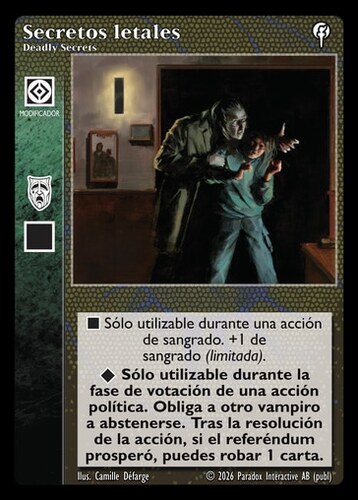 Secretos letales
Deadly Secrets
MODIFICADOR
Sólo utilizable durante una acción
de sangrado. +1 de
sangrado (limitada).
Sólo utilizable durante la
fase de votación de una acción
política. Obliga a otro vampiro
a abstenerse. Tras la resolución
de la acción, si el referéndum
prosperó, puedes robar 1 carta.
Ilus. Camille Défarge
© 2026 Paradox Interactive AB (publ)